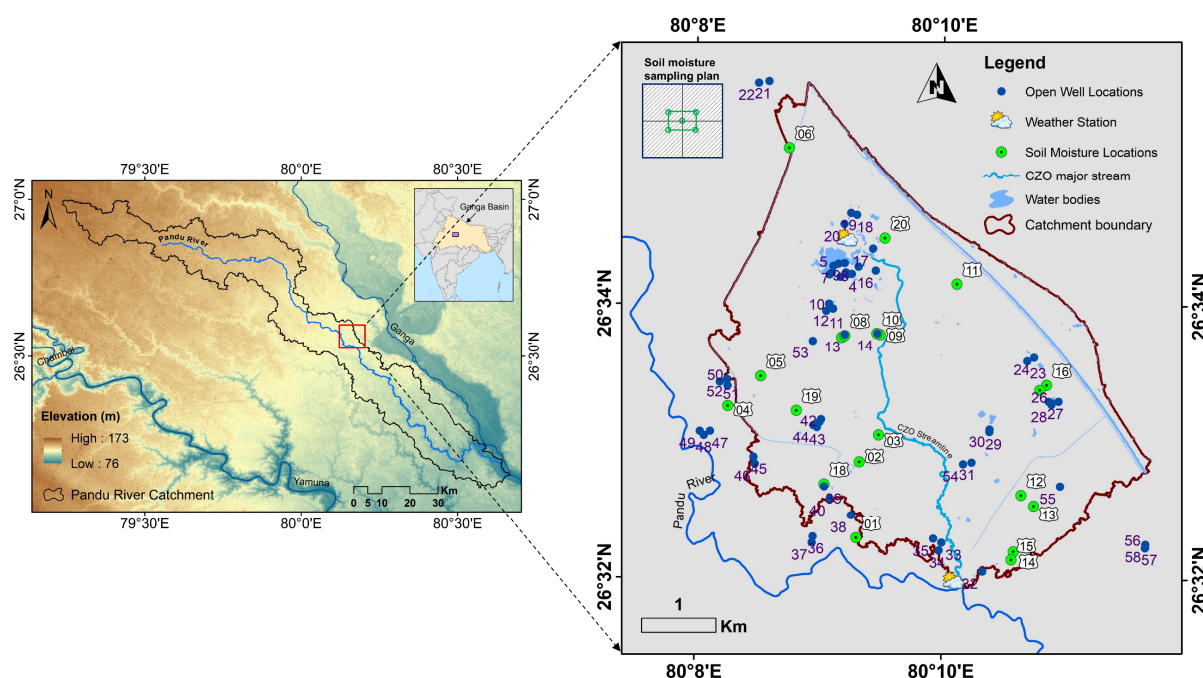 79°30'E
80°0'E
80°30'E
27°0'N
26°30'N
N
Ganga Basin
Pandu River
Ganga
Chambal
Yamuna
Elevation (m)
High : 173
Low : 76
Pandu River Catchment
0 5 10 20 30
Km
27°0'N
26°30'N
79°30'E
80°0'E
80°30'E
80°8'E
80°10'E
Soil moisture
sampling plan
N
Legend
Open Well Locations
Weather Station
Soil Moisture Locations
CZO major stream
Water bodies
Catchment boundary
22 21
06
20
9
18
20
5
17
7
4
16
11
26°34'N
26°34'N
10
12
11
08
10
13
14
09
53
05
24
23
16
50
52
51
04
19
26
28
27
42
44
43
49
48
47
03
CZO Streamline
30
29
46
45
02
54
31
18
12
55
39
40
13
38
01
37
36
35
34
33
15
14
56
58
57
32
Pandu River
26°32'N
26°32'N
1
Km
80°8'E
80°10'E